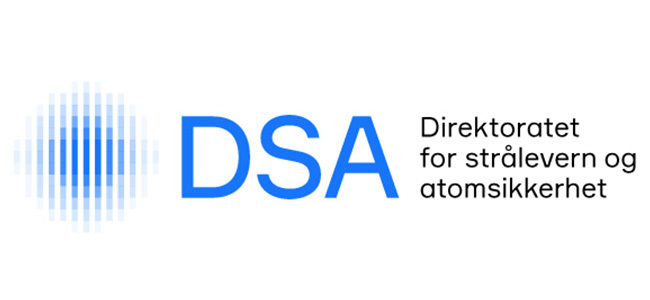 DSA
Direktoratet
for strålevern og
atomsikkerhet